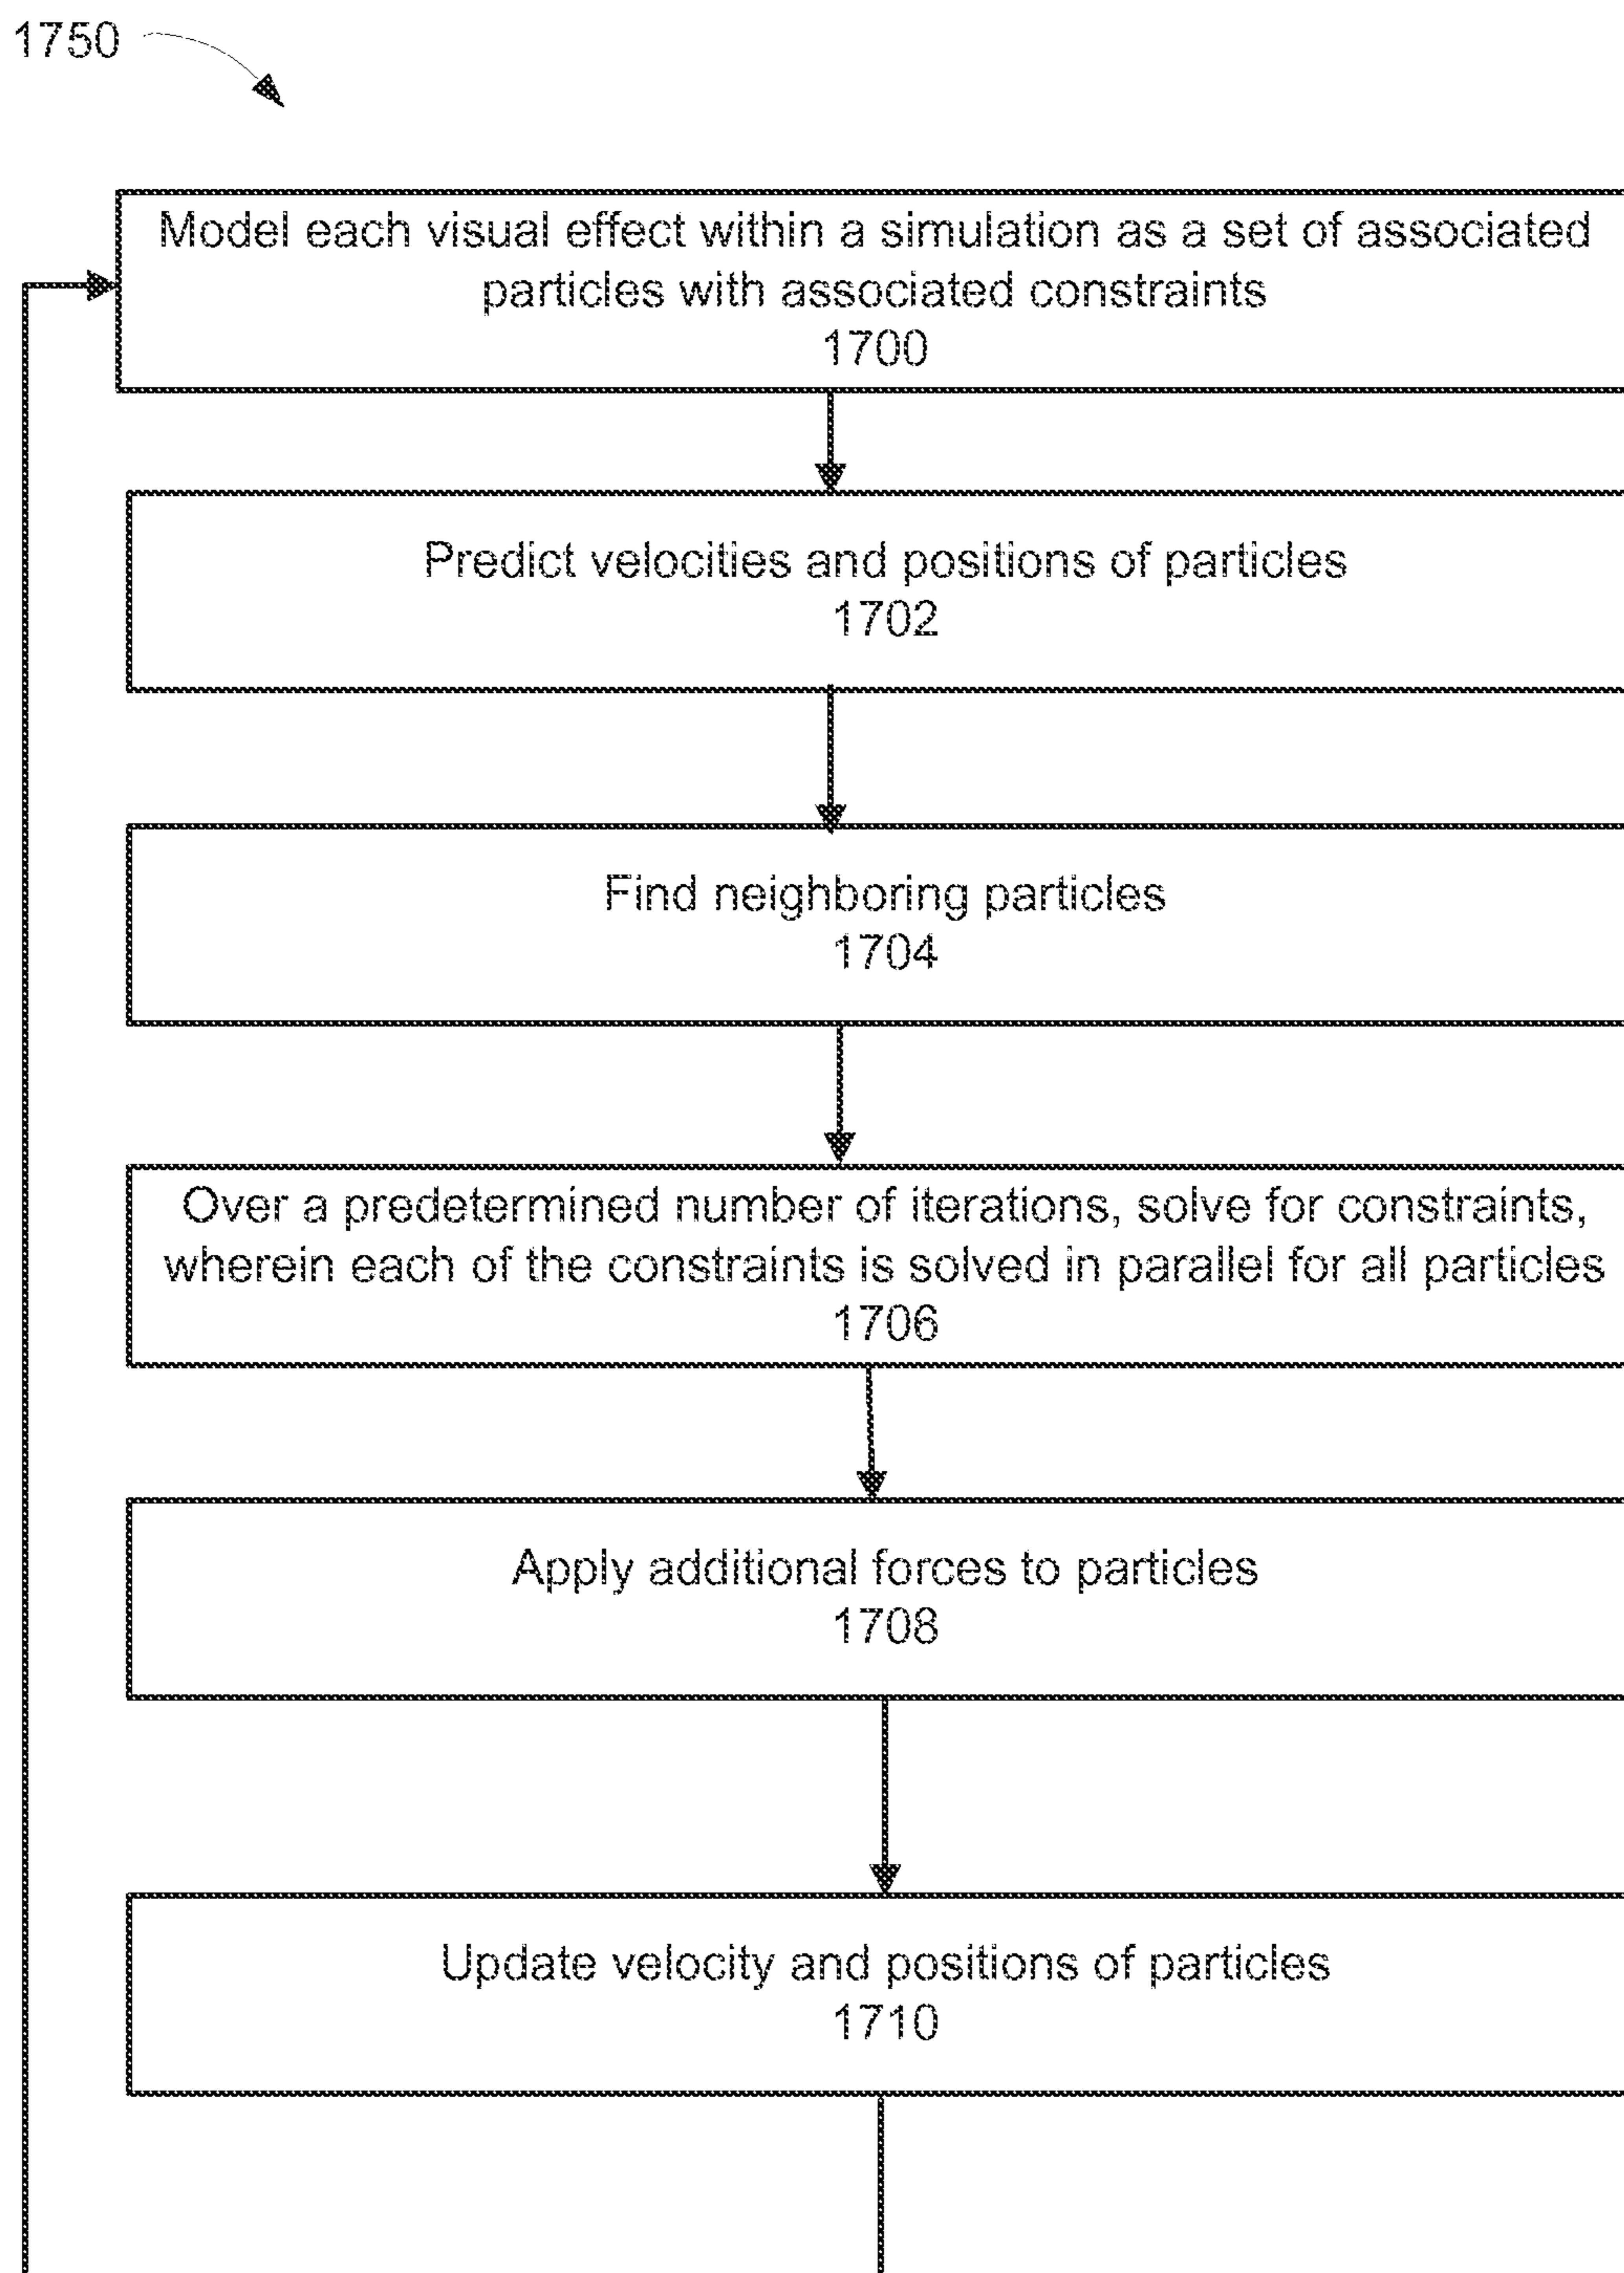 1750
Model each visual effect within a simulation as a set of associated
particles with associated constraints
1700
Predict velocities and positions of particles
1702
Find neighboring particles
1704
Over a predetermined number of iterations, solve for constraints,
wherein each of the constraints is solved in parallel for all particles
1706
Apply additional forces to particles
1708
Update velocity and positions of particles
1710